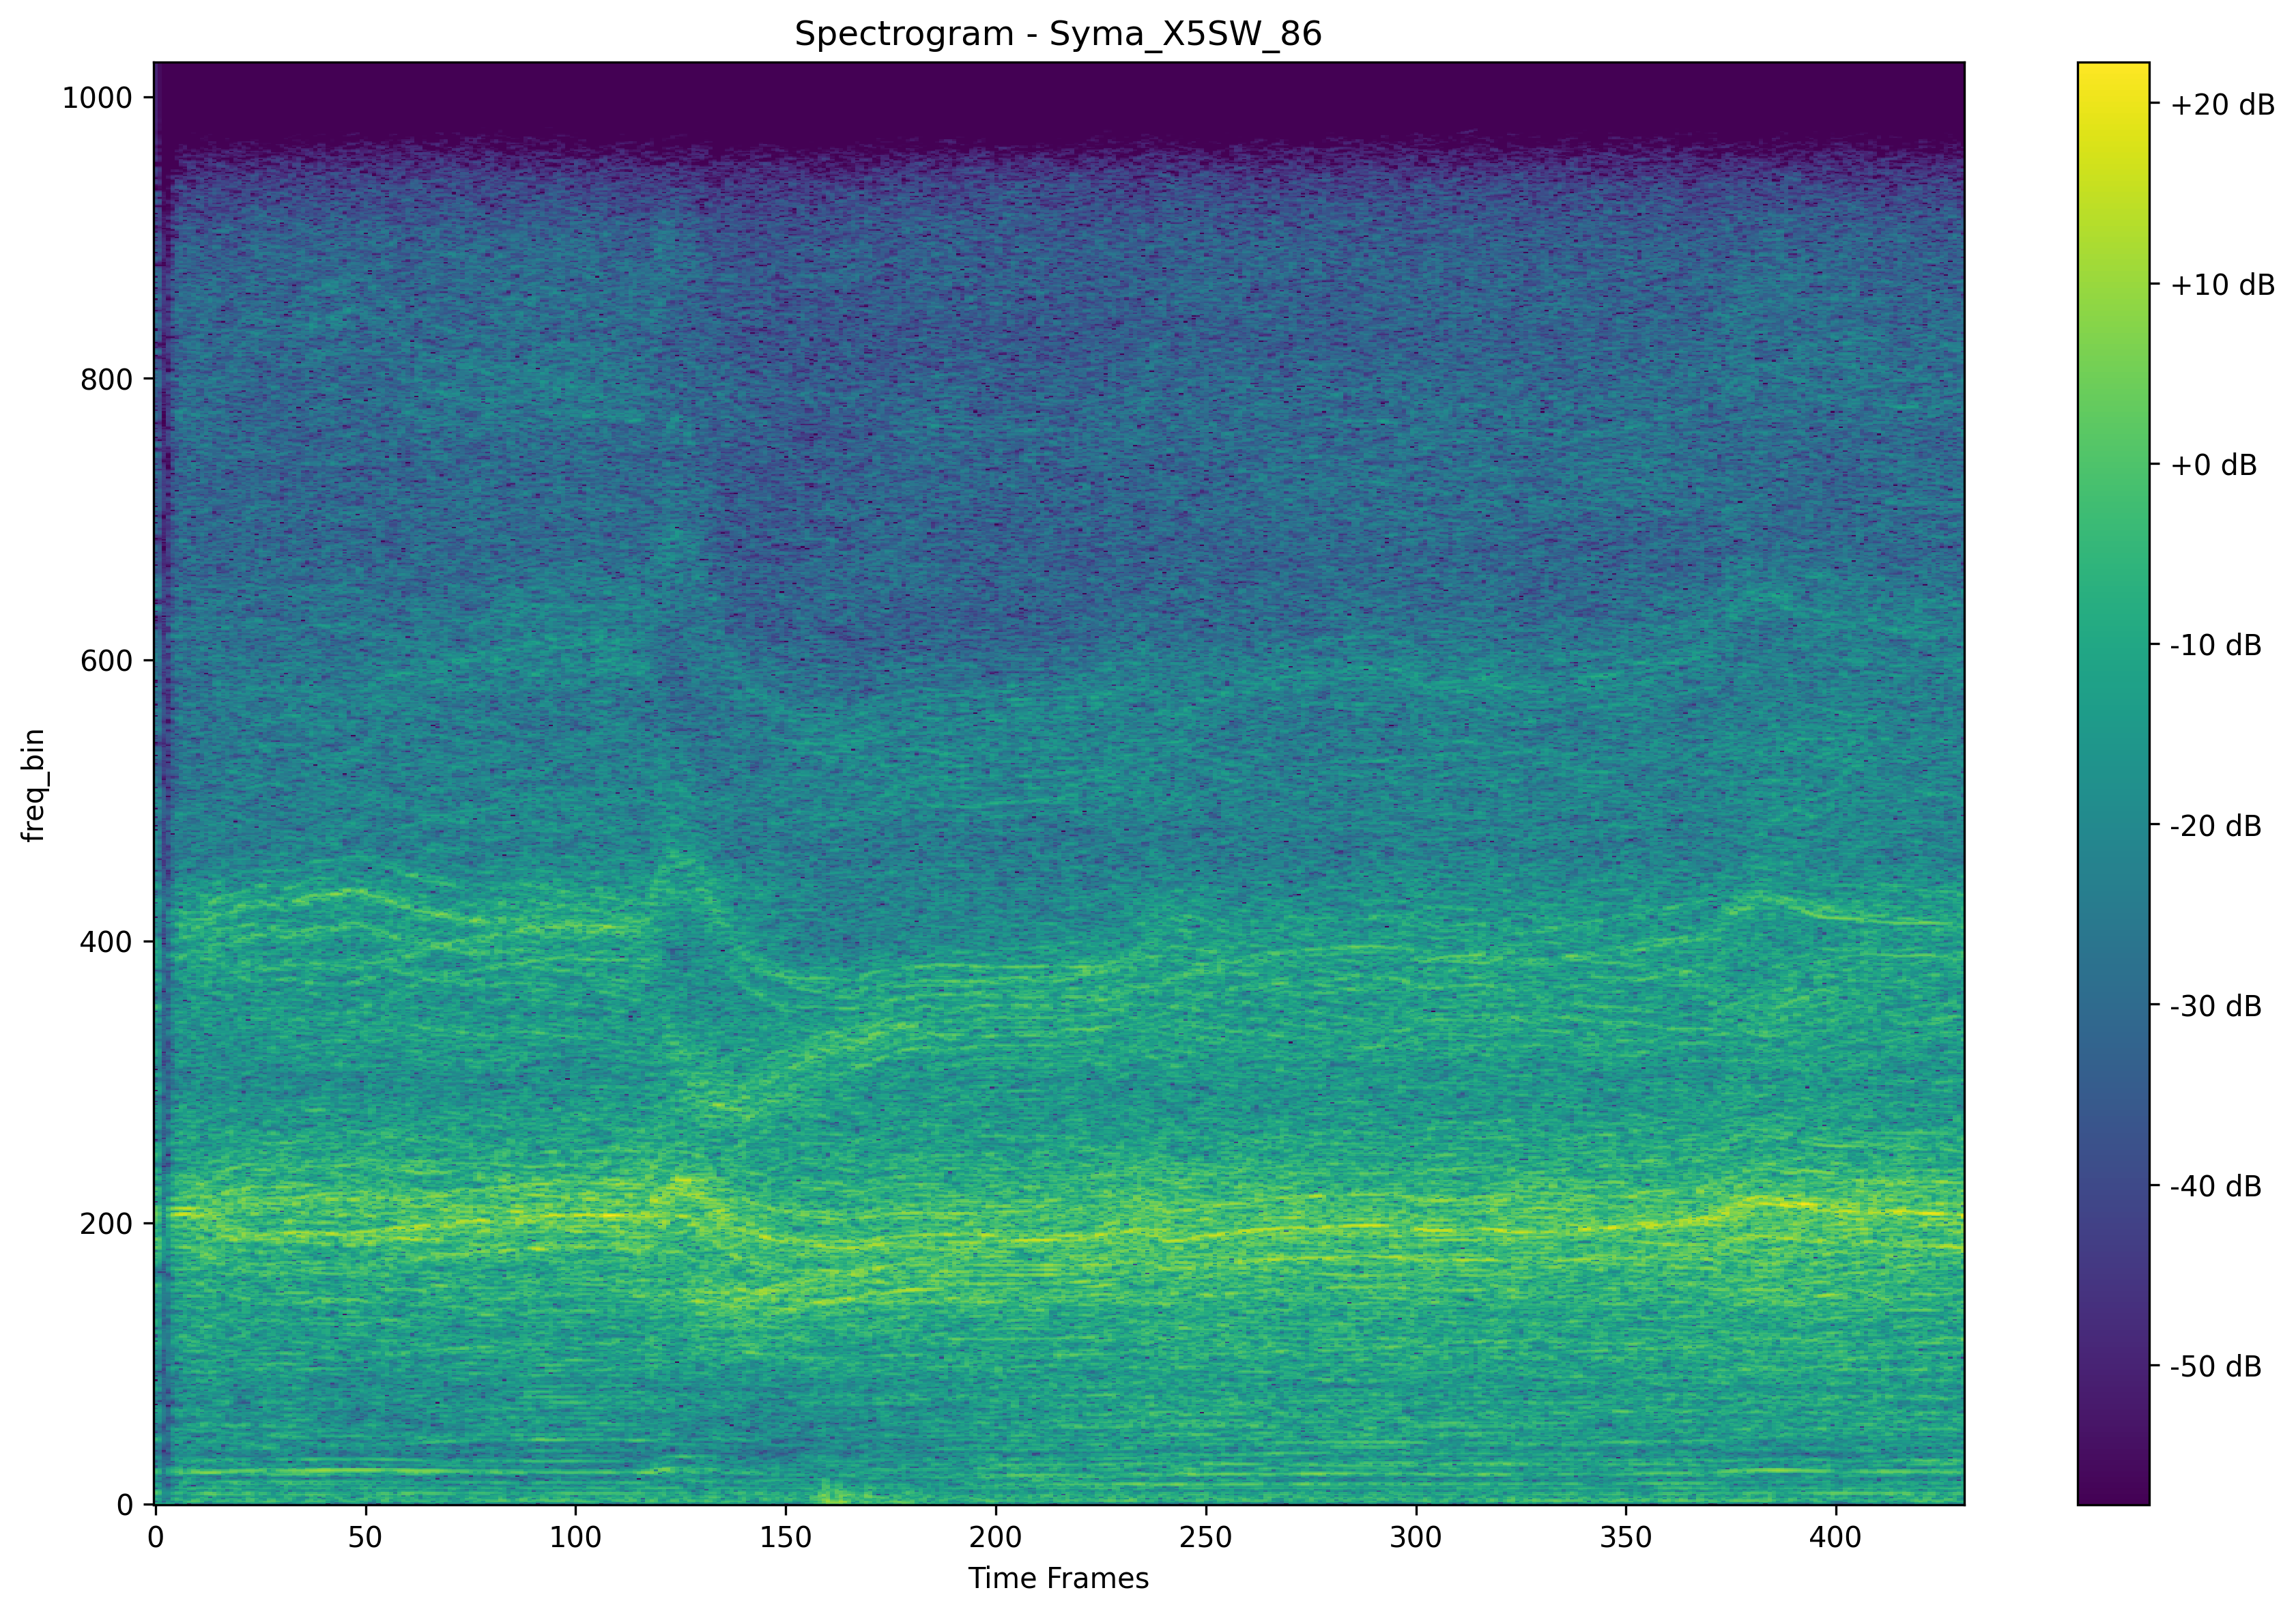 Spectrogram - Syma_X5SW_86
freq_bin
1000
800
600
400
200
0
0 50 100 150 200 250 300 350 400
Time Frames
+20 dB
+10 dB
+0 dB
-10 dB
-20 dB
-30 dB
-40 dB
-50 dB